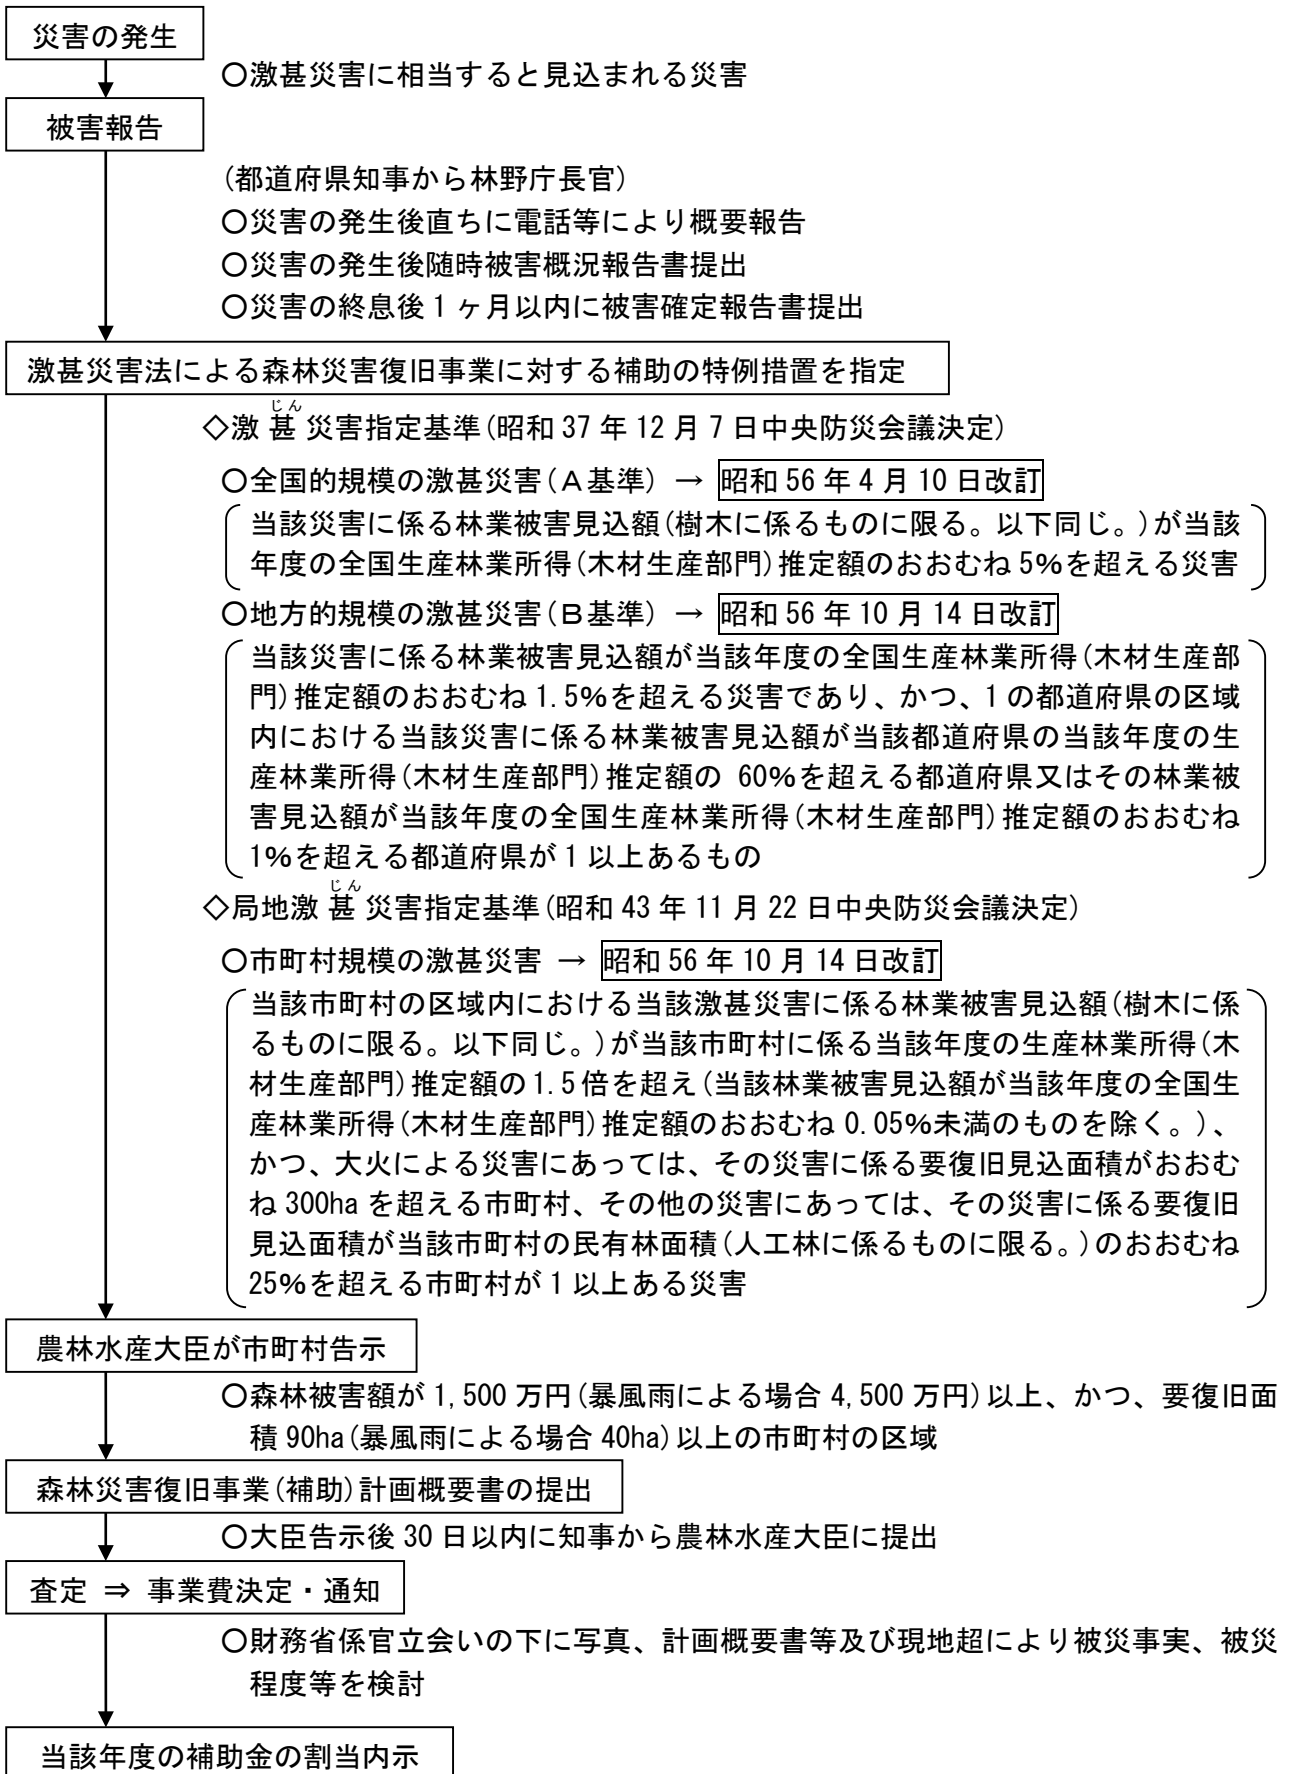 災害の発生
○激甚災害に相当すると見込まれる災害
被害報告
(都道府県知事から林野庁長官)
○災害の発生後直ちに電話等により概要報告
○災害の発生後随時被害概況報告書提出
○災害の終息後1ヶ月以内に被害確定報告書提出
激甚災害法による森林災害復旧事業に対する補助の特例措置を指定
じん
◇激甚災害指定基準(昭和37年12月7日中央防災会議決定)
○全国的規模の激甚災害(A基準) → 昭和56年4月10日改訂
当該災害に係る林業被害見込額(樹木に係るものに限る。以下同じ。)が当該
年度の全国生産林業所得(木材生産部門)推定額のおおむね5%を超える災害
○地方的規模の激甚災害(B基準) → 昭和56年10月14日改訂
当該災害に係る林業被害見込額が当該年度の全国生産林業所得(木材生産部
門)推定額のおおむね1.5%を超える災害であり、かつ、1の都道府県の区域
内における当該災害に係る林業被害見込額が当該都道府県の当該年度の生
産林業所得(木材生産部門)推定額の 60%を超える都道府県又はその林業被
害見込額が当該年度の全国生産林業所得(木材生産部門)推定額のおおむね
1%を超える都道府県が1以上あるもの
じん
◇局地激甚災害指定基準(昭和43年11月22日中央防災会議決定)
○市町村規模の激甚災害 → 昭和56年10月14日改訂
当該市町村の区域内における当該激甚災害に係る林業被害見込額(樹木に係
るものに限る。以下同じ。)が当該市町村に係る当該年度の生産林業所得(木
材生産部門)推定額の1.5倍を超え(当該林業被害見込額が当該年度の全国生
産林業所得(木材生産部門)推定額のおおむね0.05%未満のものを除く。)、
かつ、大火による災害にあっては、その災害に係る要復旧見込面積がおおむ
ね300haを超える市町村、その他の災害にあっては、その災害に係る要復旧
見込面積が当該市町村の民有林面積(人工林に係るものに限る。)のおおむね
25%を超える市町村が1以上ある災害
農林水産大臣が市町村告示
○森林被害額が1,500万円(暴風雨による場合4,500万円)以上、かつ、要復旧面
積90ha(暴風雨による場合40ha)以上の市町村の区域
森林災害復旧事業(補助)計画概要書の提出
○大臣告示後30日以内に知事から農林水産大臣に提出
査定 ⇒ 事業費決定・通知
○財務省係官立会いの下に写真、計画概要書等及び現地超により被災事実、被災
程度等を検討
当該年度の補助金の割当内示